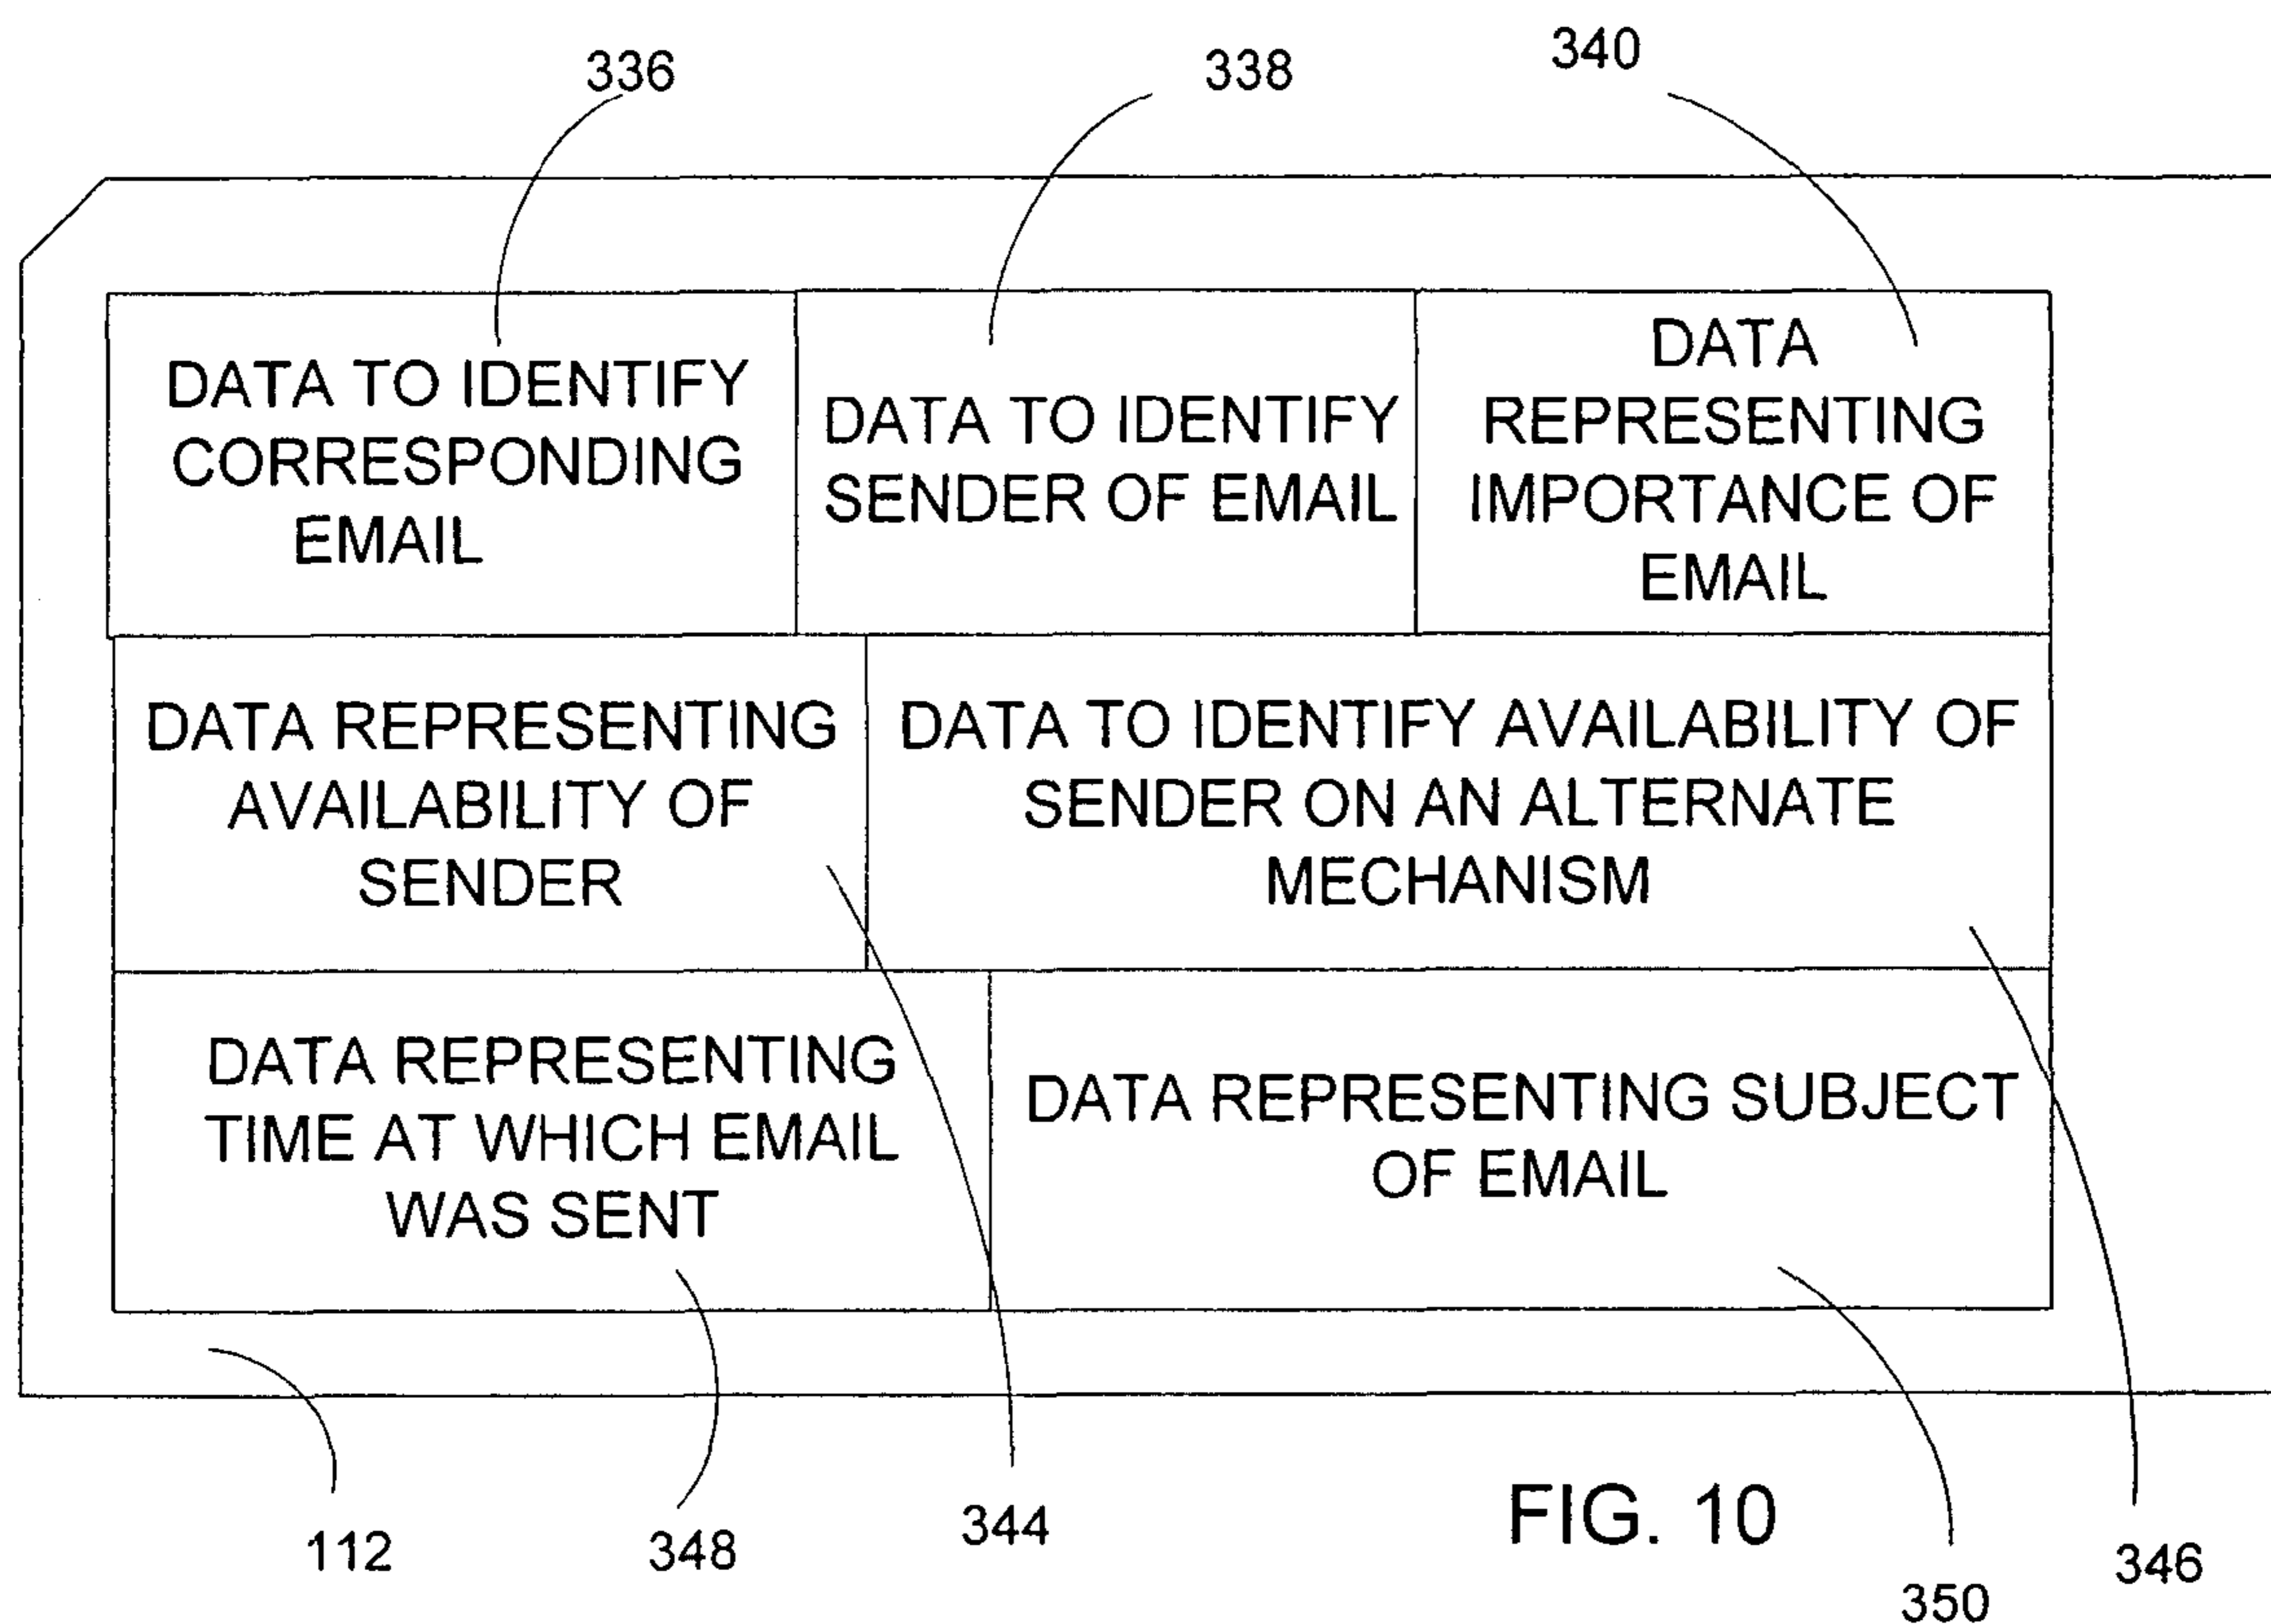 336
338
340
DATA TO IDENTIFY
CORRESPONDING
EMAIL
DATA TO IDENTIFY
SENDER OF EMAIL
DATA
REPRESENTING
IMPORTANCE OF
EMAIL
DATA REPRESENTING
AVAILABILITY OF
SENDER
DATA TO IDENTIFY AVAILABILITY OF
SENDER ON AN ALTERNATE
MECHANISM
DATA REPRESENTING
TIME AT WHICH EMAIL
WAS SENT
DATA REPRESENTING SUBJECT
OF EMAIL
112
348
344
FIG. 10
350
346